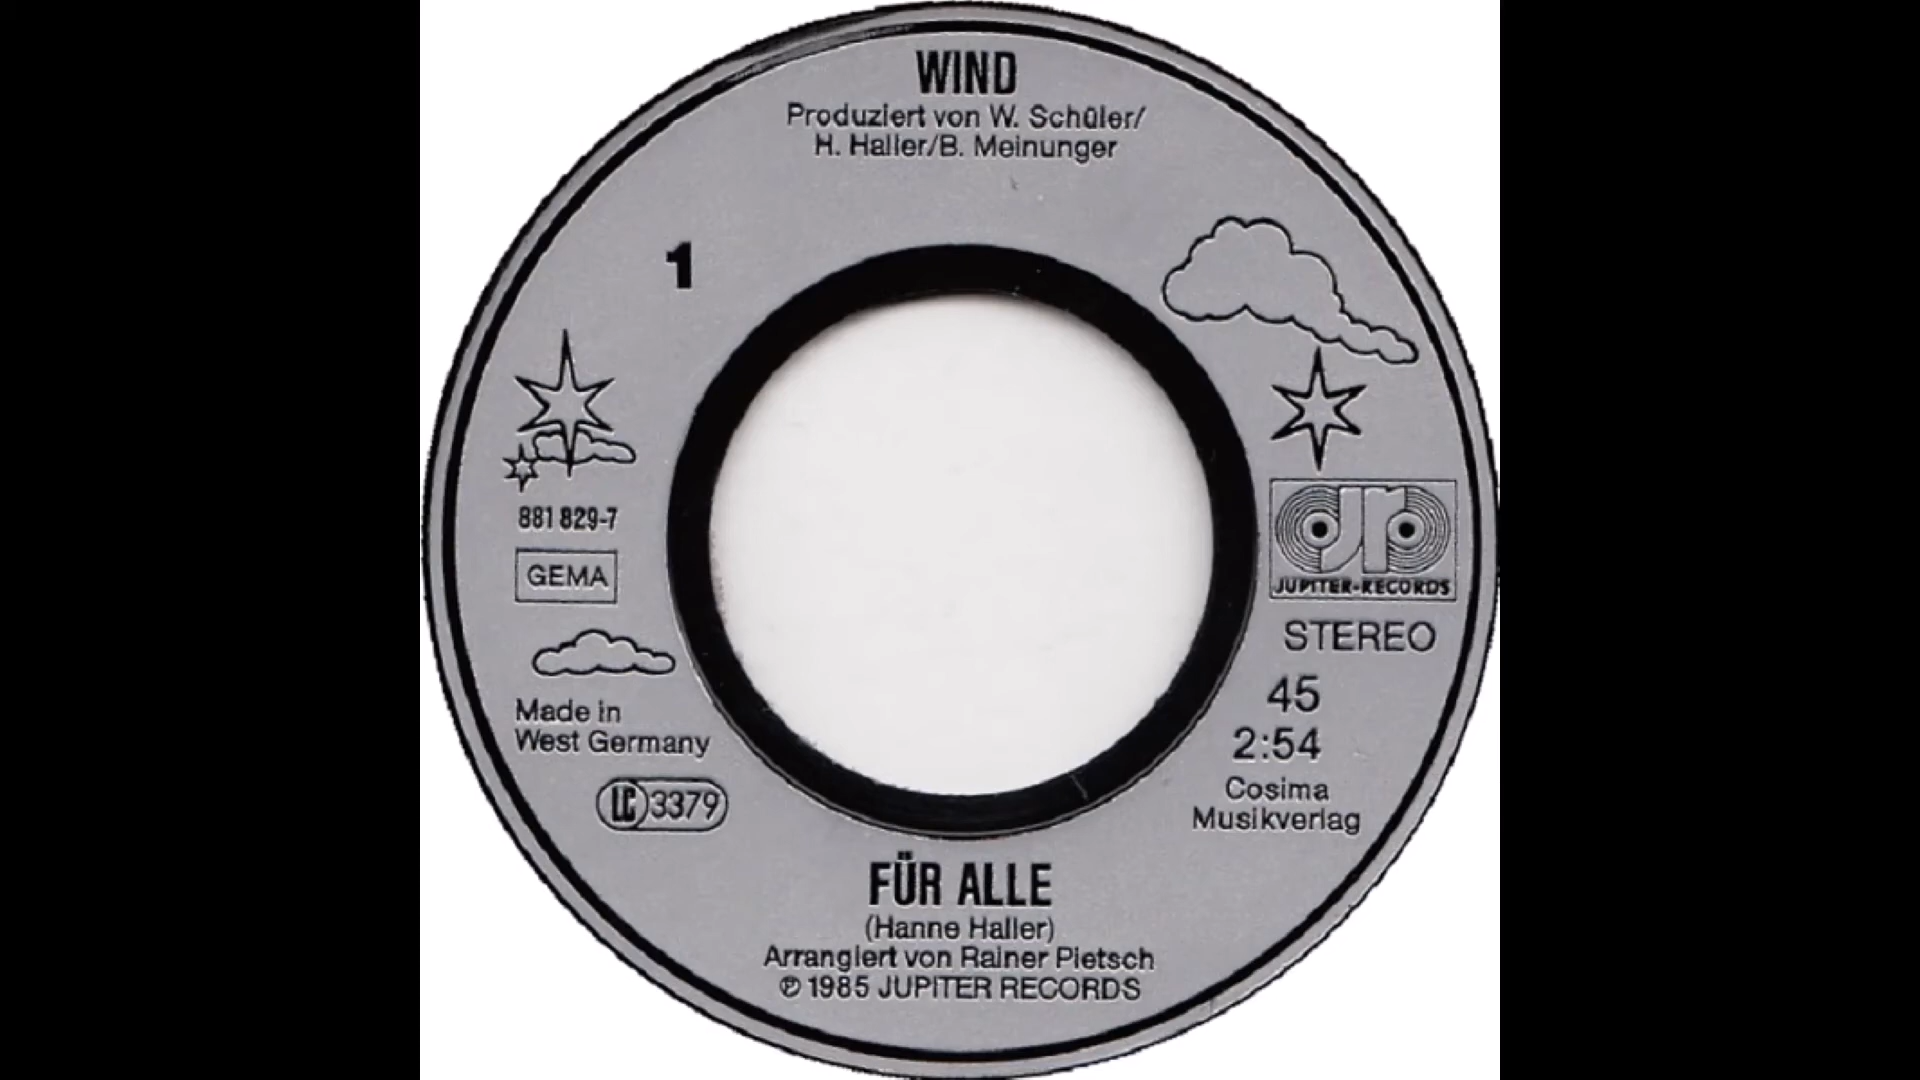 WIND
Produziert von W. Schüler/
H. Haller/B. Meinunger
1
881 829-7
GEMA
Made in
West Germany
LC 3379
jr
JUPITER-RECORDS
STEREO
45
2:54
Cosima
Musikverlag
FÜR ALLE
(Hanne Haller)
Arrangiert von Rainer Pietsch
℗ 1985 JUPITER RECORDS